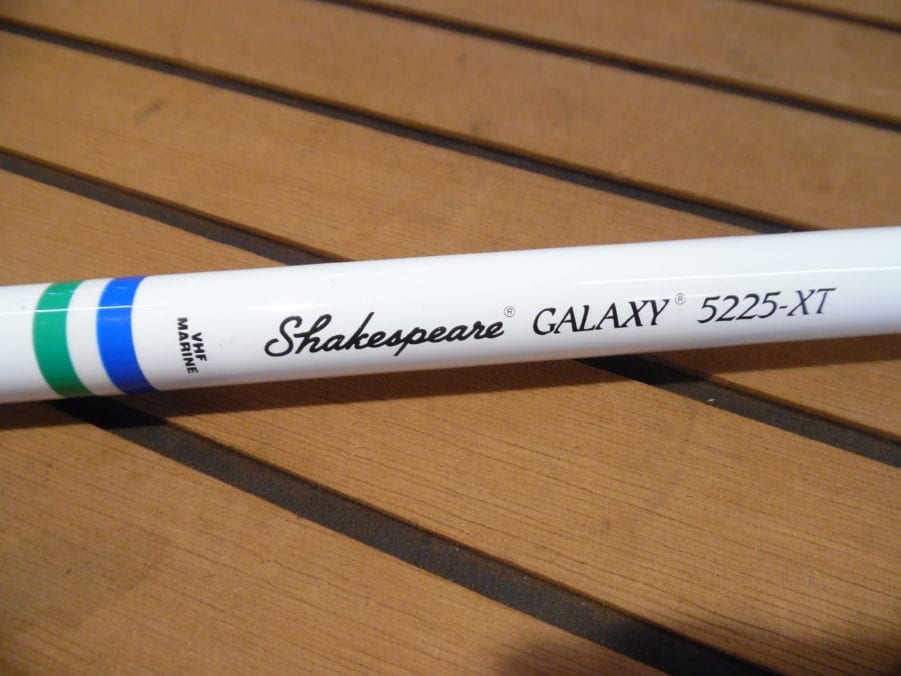 VHF
MARINE
Shakespeare® GALAXY® 5225-XT